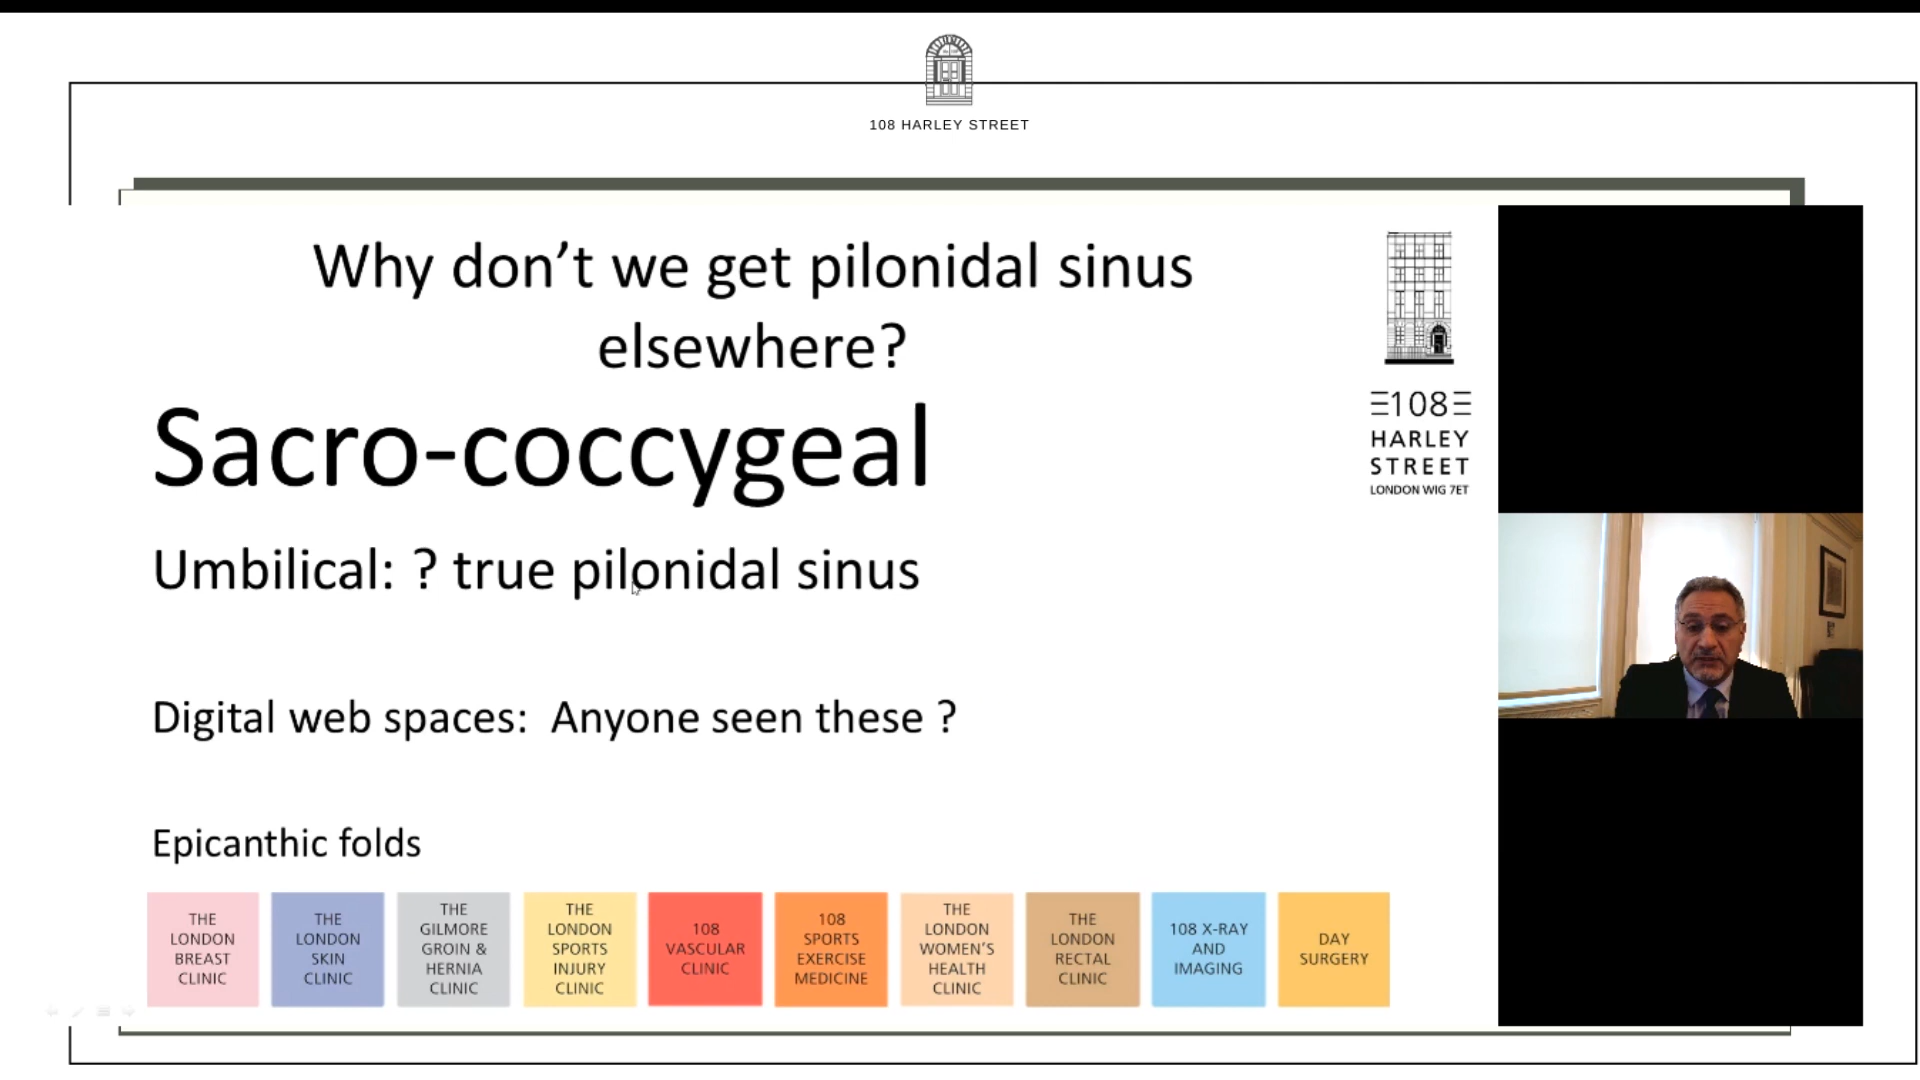 108 HARLEY STREET
Why don't we get pilonidal sinus
elsewhere?
Sacro-coccygeal
Umbilical: ? true pilonidal sinus
Digital web spaces: Anyone seen these ?
Epicanthic folds
108
HARLEY
STREET
LONDON WIG 7ET
THE
LONDON
BREAST
CLINIC
THE
LONDON
SKIN
CLINIC
THE
GILMORE
GROIN &
HERNIA
CLINIC
THE
LONDON
SPORTS
INJURY
CLINIC
108
VASCULAR
CLINIC
108
SPORTS
EXERCISE
MEDICINE
THE
LONDON
WOMEN'S
HEALTH
CLINIC
THE
LONDON
RECTAL
CLINIC
108 X-RAY
AND
IMAGING
DAY
SURGERY